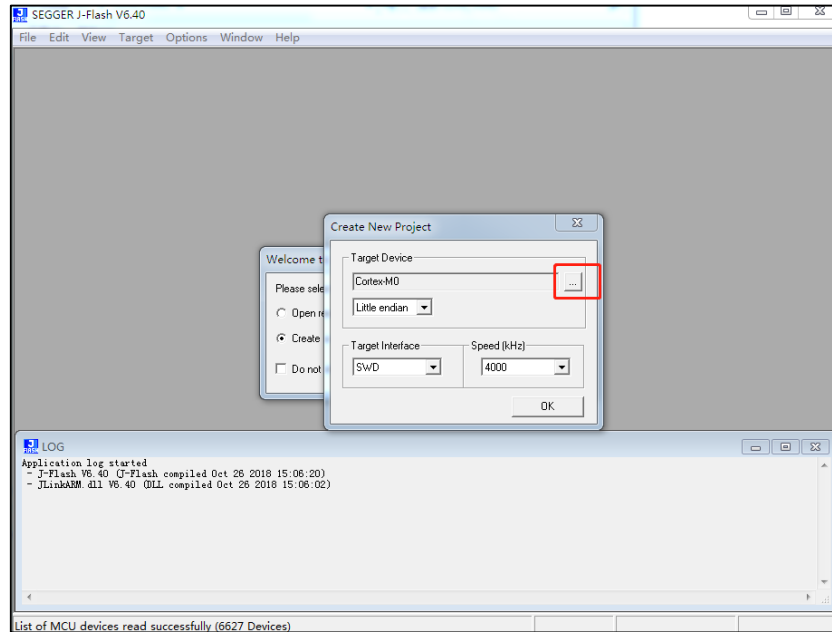 SEGGER J-Flash V6.40
File Edit View Target Options Window Help
Create New Project
Target Device
Cortex-M0
...
Little endian
Target Interface
SWD
Speed (kHz)
4000
OK
Welcome t
Please sele
Open re
Create
Do not
LOG
Application log started
- J-Flash V6.40 (J-Flash compiled Oct 26 2018 15:06:20)
- JLinkARM.dll V6.40 (DLL compiled Oct 26 2018 15:06:02)
List of MCU devices read successfully (6627 Devices)